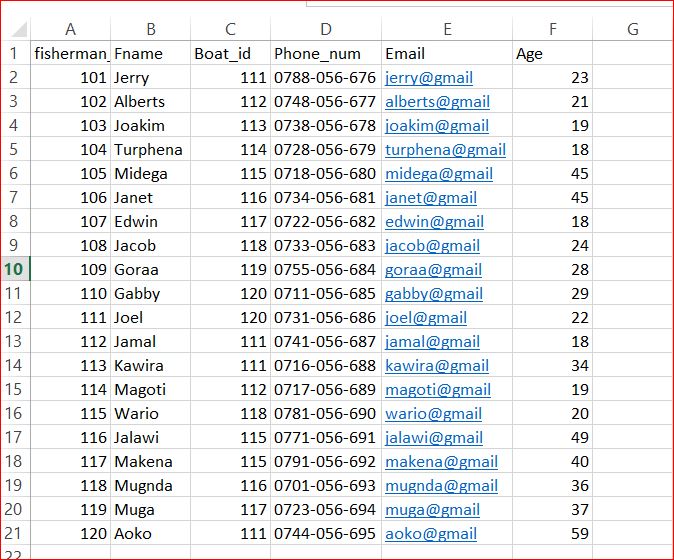 A B C D E F G
1 fisherman_ Fname Boat_id Phone_num Email Age
2 101 Jerry 111 0788-056-676 jerry@gmail 23
3 102 Alberts 112 0748-056-677 alberts@gmail 21
4 103 Joakim 113 0738-056-678 joakim@gmail 19
5 104 Turphena 114 0728-056-679 turphena@gmail 18
6 105 Midega 115 0718-056-680 midega@gmail 45
7 106 Janet 116 0734-056-681 janet@gmail 45
8 107 Edwin 117 0722-056-682 edwin@gmail 18
9 108 Jacob 118 0733-056-683 jacob@gmail 24
10 109 Goraa 119 0755-056-684 goraa@gmail 28
11 110 Gabby 120 0711-056-685 gabby@gmail 29
12 111 Joel 120 0731-056-686 joel@gmail 22
13 112 Jamal 111 0741-056-687 jamal@gmail 18
14 113 Kawira 111 0716-056-688 kawira@gmail 34
15 114 Magoti 112 0717-056-689 magoti@gmail 19
16 115 Wario 118 0781-056-690 wario@gmail 20
17 116 Jalawi 115 0771-056-691 jalawi@gmail 49
18 117 Makena 115 0791-056-692 makena@gmail 40
19 118 Mugnda 116 0701-056-693 mugnda@gmail 36
20 119 Muga 117 0723-056-694 muga@gmail 37
21 120 Aoko 111 0744-056-695 aoko@gmail 59
22